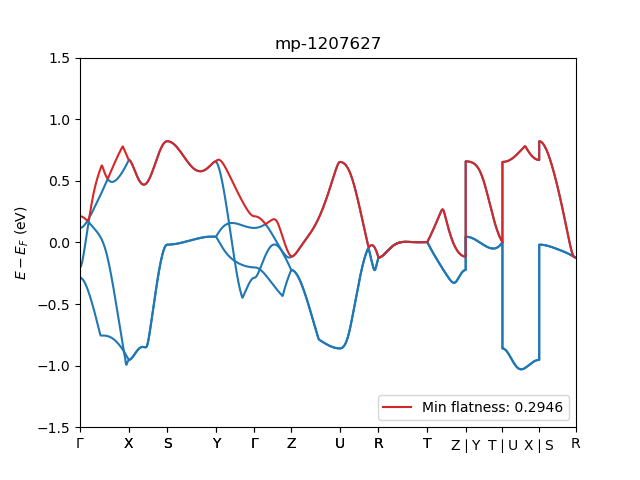 mp-1207627
E − E_F (eV)
1.5
1.0
0.5
0.0
−0.5
−1.0
−1.5
Min flatness: 0.2946
Γ X S Y Γ Z U R T Z|Y T|U X|S R